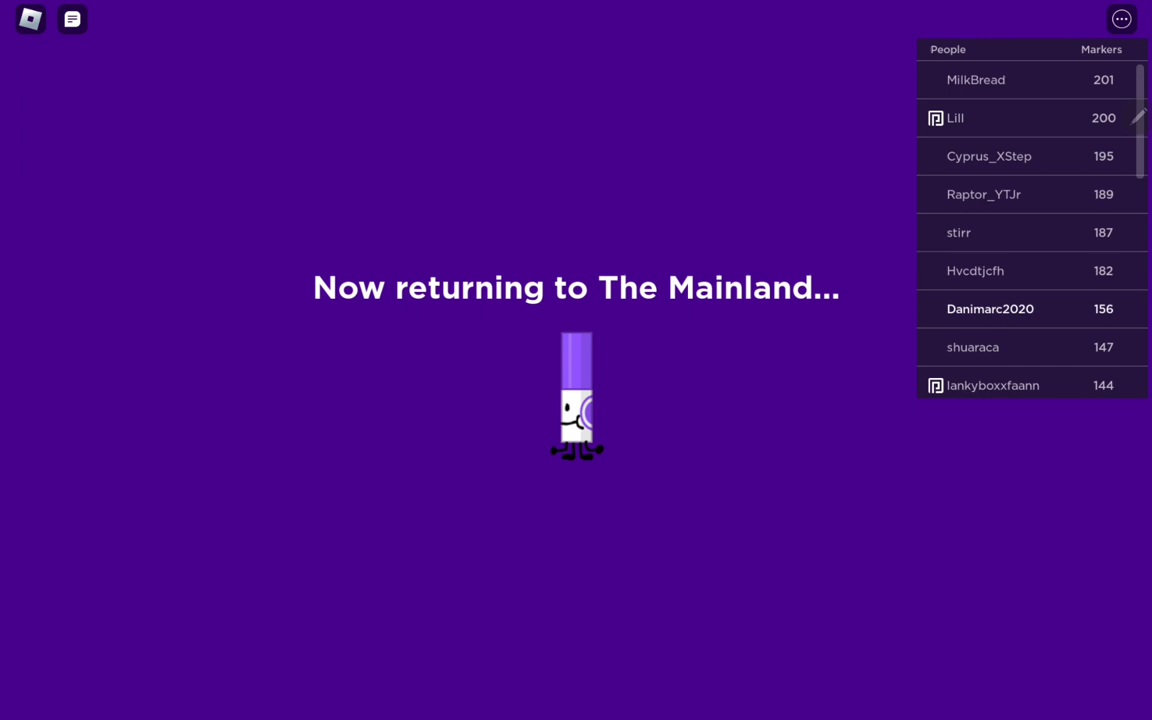 People Markers
MilkBread 201
Lill 200
Cyprus_XStep 195
Raptor_YTJr 189
stirr 187
Hvcdtjcfh 182
Danimarc2020 156
shuaraca 147
lankyboxxfaann 144
Now returning to The Mainland...